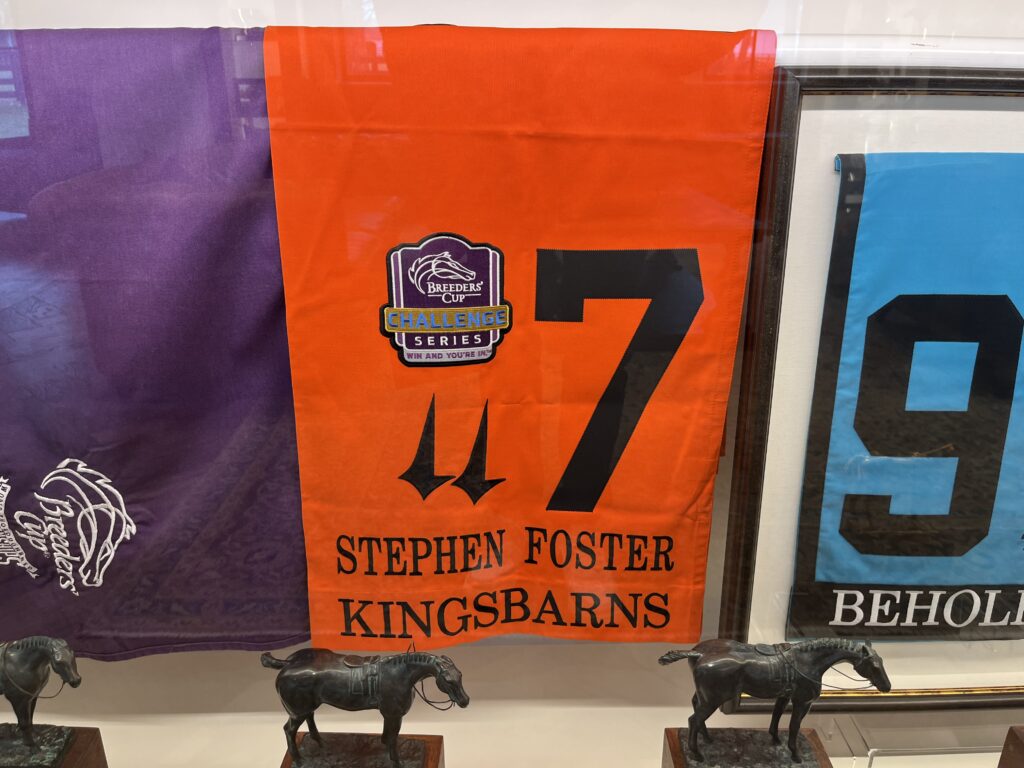 BREEDERS'
CUP
CHALLENGE
SERIES
WIN AND YOU'RE IN.
7
STEPHEN FOSTER
KINGSBARNS
Breeders'
Cup
9
BEHOL